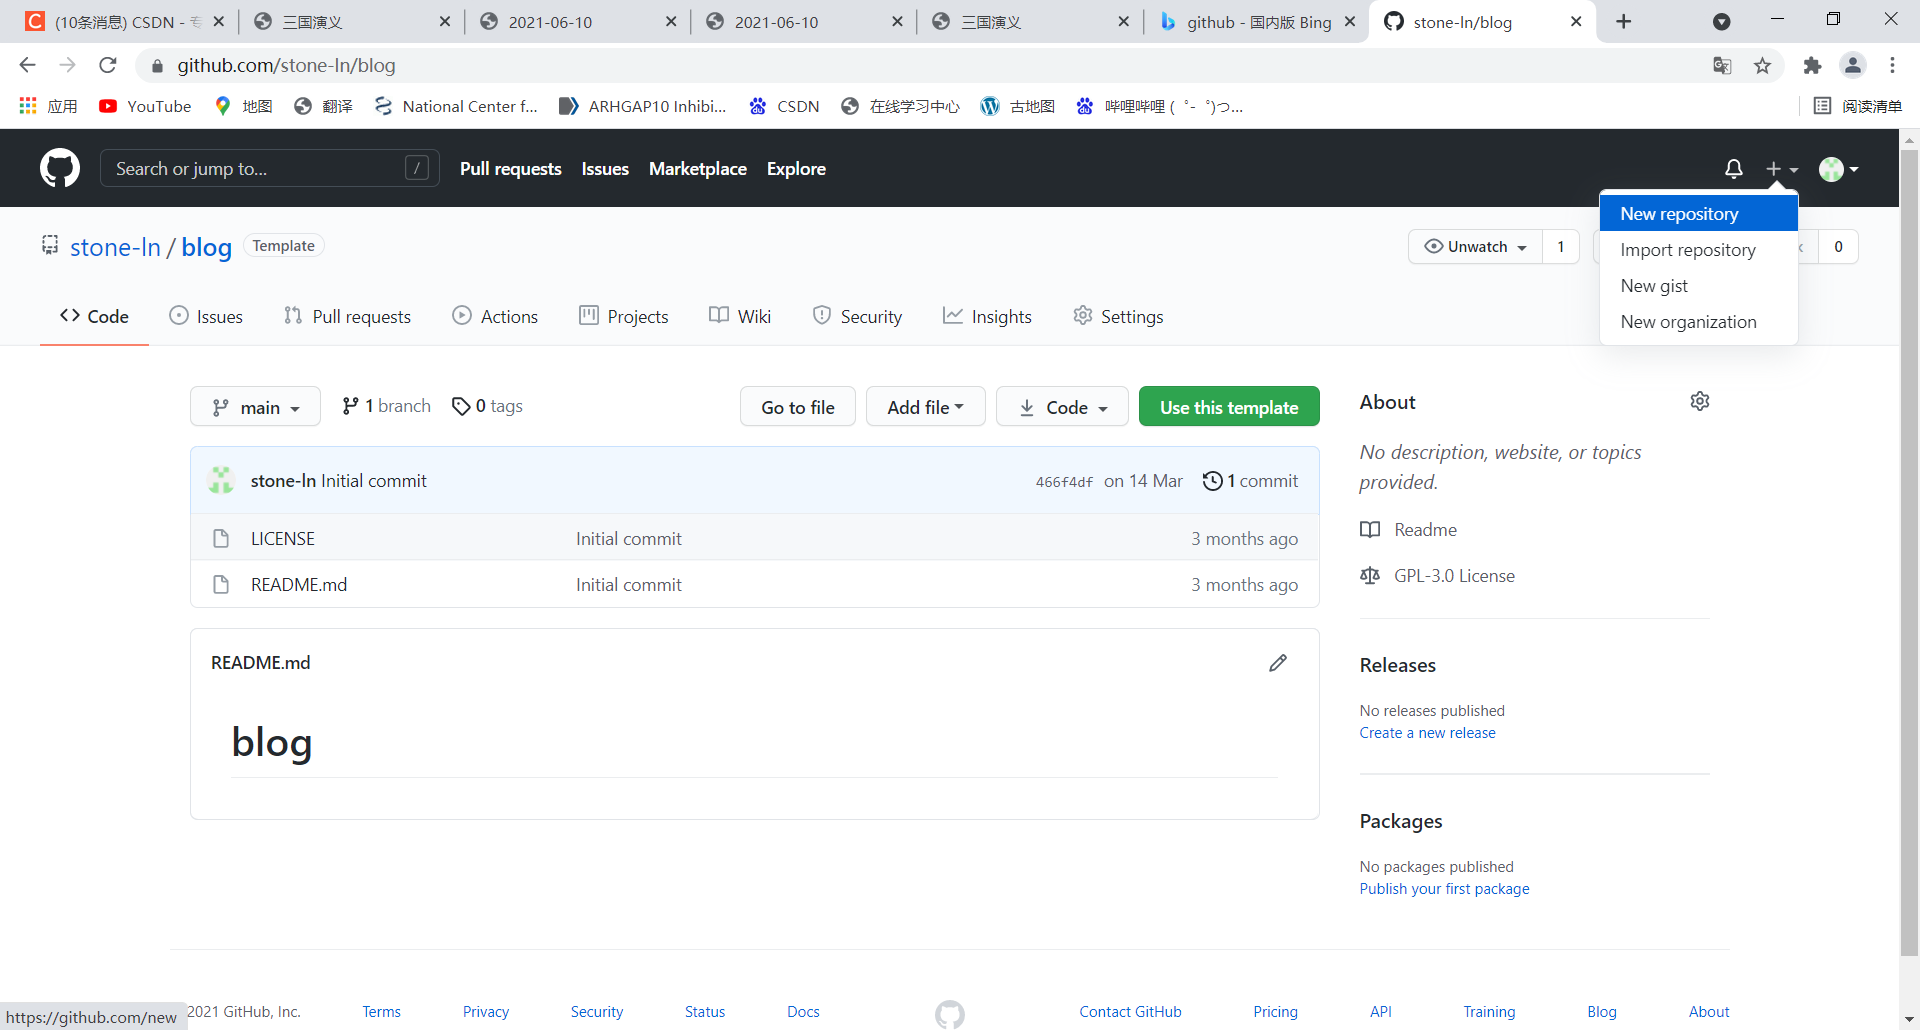 (10条消息) CSDN - 专
三国演义
2021-06-10
2021-06-10
三国演义
github - 国内版 Bing
stone-ln/blog
github.com/stone-ln/blog
应用
YouTube
地图
翻译
National Center f...
ARHGAP10 Inhibi...
CSDN
在线学习中心
古地图
哔哩哔哩 ( ゜- ゜)つ...
阅读清单
Search or jump to...
/
Pull requests
Issues
Marketplace
Explore
New repository
Import repository
New gist
New organization
stone-ln / blog
Template
Unwatch
1
0
Code
Issues
Pull requests
Actions
Projects
Wiki
Security
Insights
Settings
main
1 branch
0 tags
Go to file
Add file
Code
Use this template
stone-ln Initial commit
466f4df on 14 Mar
1 commit
LICENSE
Initial commit
3 months ago
README.md
Initial commit
3 months ago
README.md
blog
About
No description, website, or topics
provided.
Readme
GPL-3.0 License
Releases
No releases published
Create a new release
Packages
No packages published
Publish your first package
https://github.com/new
2021 GitHub, Inc.
Terms
Privacy
Security
Status
Docs
Contact GitHub
Pricing
API
Training
Blog
About